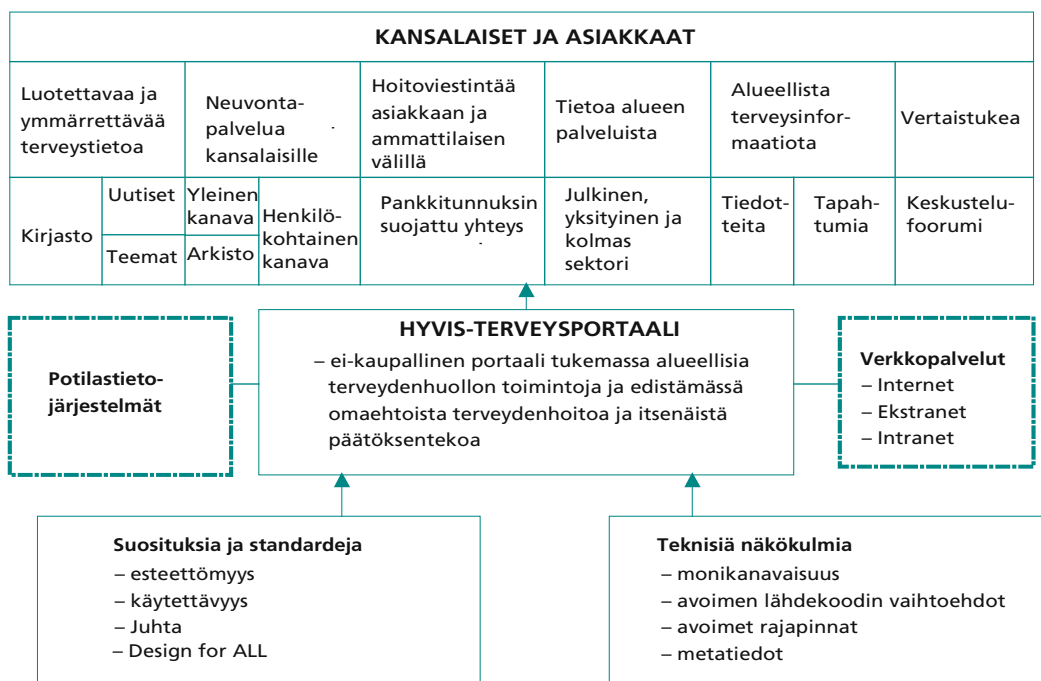 KANSALAISET JA ASIAKKAAT
Luotettavaa ja
ymmärrettävää
terveystietoa
Neuvonta-
palvelua
kansalaisille
Hoitoviestintää
asiakkaan ja
ammattilaisen
välillä
Tietoa alueen
palveluista
Alueellista
terveysinfor-
maatiota
Vertaistukea
Kirjasto
Uutiset
Teemat
Yleinen
kanava
Arkisto
Henkilö-
kohtainen
kanava
Pankkitunnuksin
suojattu yhteys
Julkinen,
yksityinen ja
kolmas
sektori
Tiedot-
teita
Tapah-
tumia
Keskustelu-
foorumi
Potilastieto-
järjestelmät
HYVIS-TERVEYSPORTAALI
– ei-kaupallinen portaali tukemassa alueellisia
terveydenhuollon toimintoja ja edistämässä
omaehtoista terveydenhoitoa ja itsenäistä
päätöksentekoa
Verkkopalvelut
– Internet
– Ekstranet
– Intranet
Suosituksia ja standardeja
– esteettömyys
– käytettävyys
– Juhta
– Design for ALL
Teknisiä näkökulmia
– monikanavaisuus
– avoimen lähdekoodin vaihtoehdot
– avoimet rajapinnat
– metatiedot